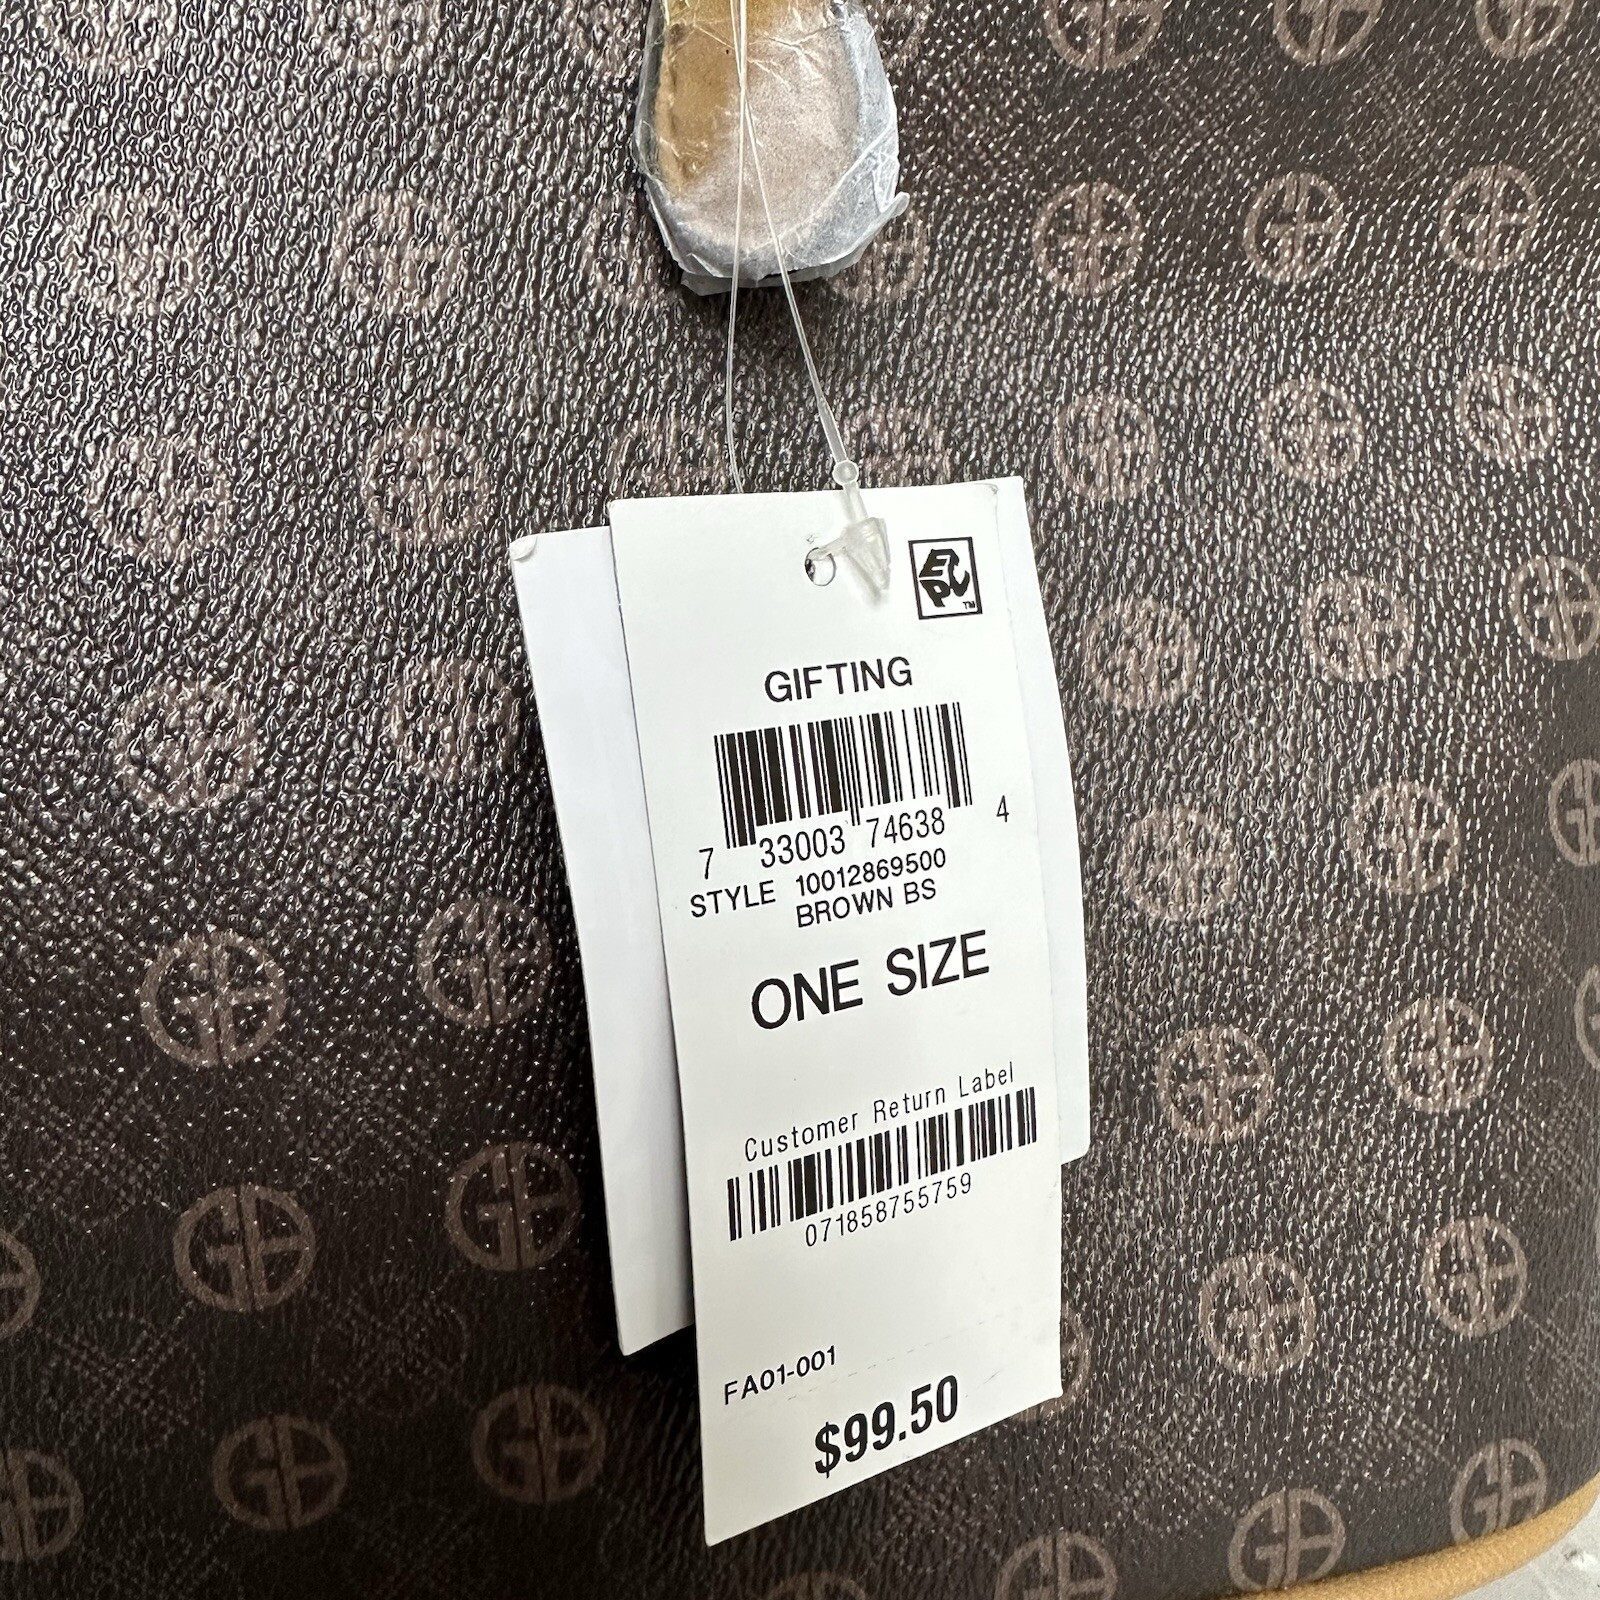 EPC™
GIFTING
7 33003 74638 4
STYLE 10012869500
BROWN BS
ONE SIZE
Customer Return Label
071858755759
FA01-001
$99.50